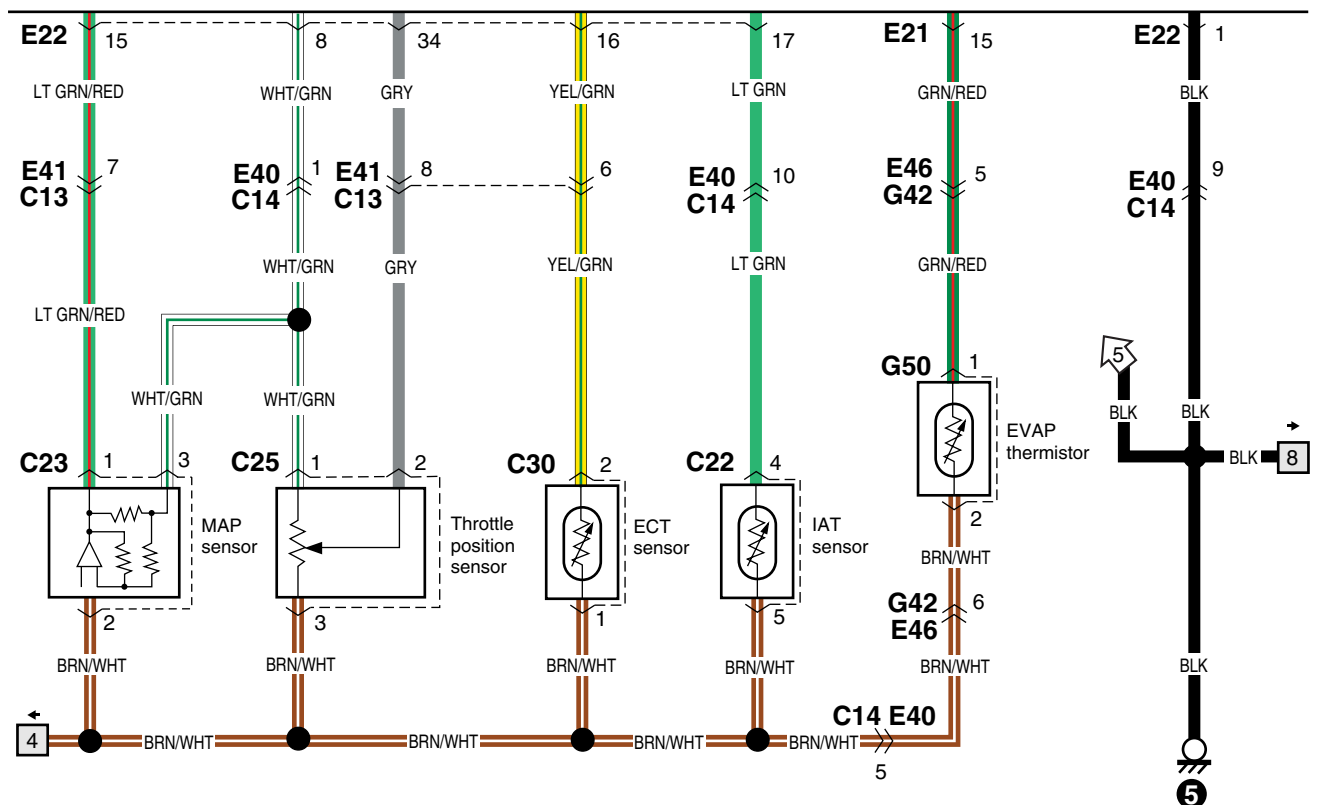 E22 15 8 34 16 17 E21 15 E22 1
LT GRN/RED WHT/GRN GRY YEL/GRN LT GRN GRN/RED BLK
E41 7 E40 1 E41 8 6 E40 10 E46 5 E40 9
C13 C14 C13 C14 G42 C14
WHT/GRN GRY YEL/GRN LT GRN GRN/RED
LT GRN/RED
5
G50 1
WHT/GRN WHT/GRN BLK BLK
EVAP
thermistor
C23 1 3 C25 1 2 C30 2 C22 4 BLK 8
2
MAP
sensor
Throttle
position
sensor
ECT
sensor
IAT
sensor
BRN/WHT
G42 6
E46
2 3 1 5
BRN/WHT BRN/WHT BRN/WHT BRN/WHT BRN/WHT BLK
C14 E40
4 BRN/WHT BRN/WHT BRN/WHT BRN/WHT
5
5